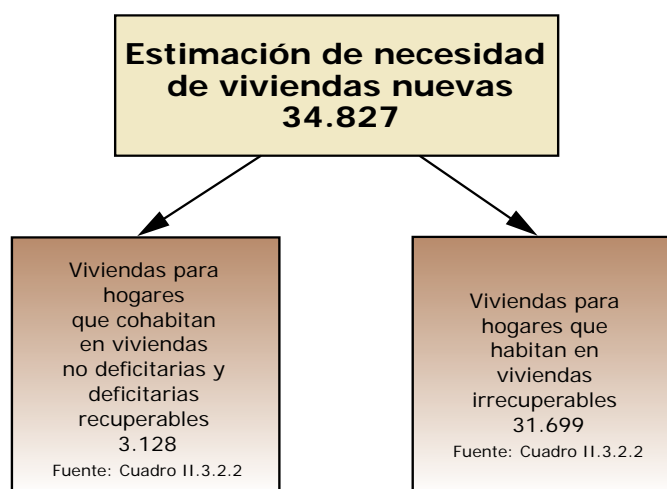 Estimación de necesidad
de viviendas nuevas
34.827
Viviendas para
hogares
que cohabitan
en viviendas
no deficitarias y
deficitarias
recuperables
3.128
Fuente: Cuadro II.3.2.2
Viviendas para
hogares que
habitan en
viviendas
irrecuperables
31.699
Fuente: Cuadro II.3.2.2